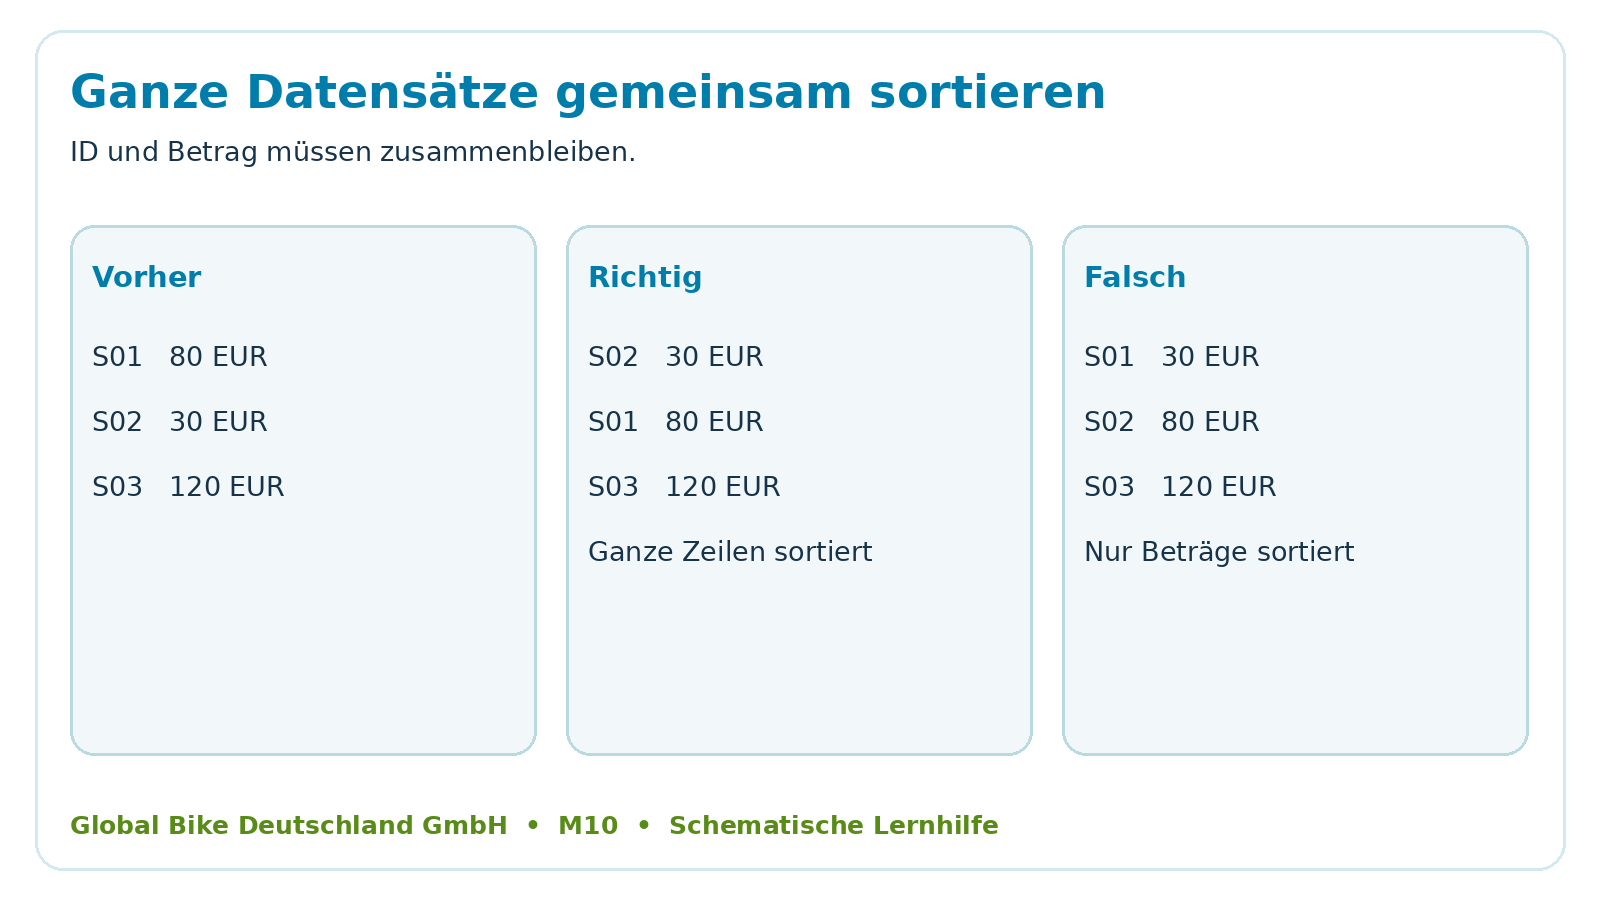 Ganze Datensätze gemeinsam sortieren
ID und Betrag müssen zusammenbleiben.
Vorher
S01 80 EUR
S02 30 EUR
S03 120 EUR
Richtig
S02 30 EUR
S01 80 EUR
S03 120 EUR
Ganze Zeilen sortiert
Falsch
S01 30 EUR
S02 80 EUR
S03 120 EUR
Nur Beträge sortiert
Global Bike Deutschland GmbH • M10 • Schematische Lernhilfe